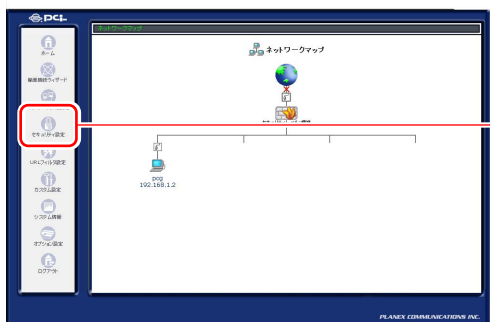 PCI
ネットワークマップ
ネットワークマップ
ホーム
簡単接続ウィザード
セキュリティ設定
URLフィルタ設定
カスタム設定
システム情報
オプション設定
ログアウト
pcg
192.168.1.2
PLANEX COMMUNICATIONS INC.